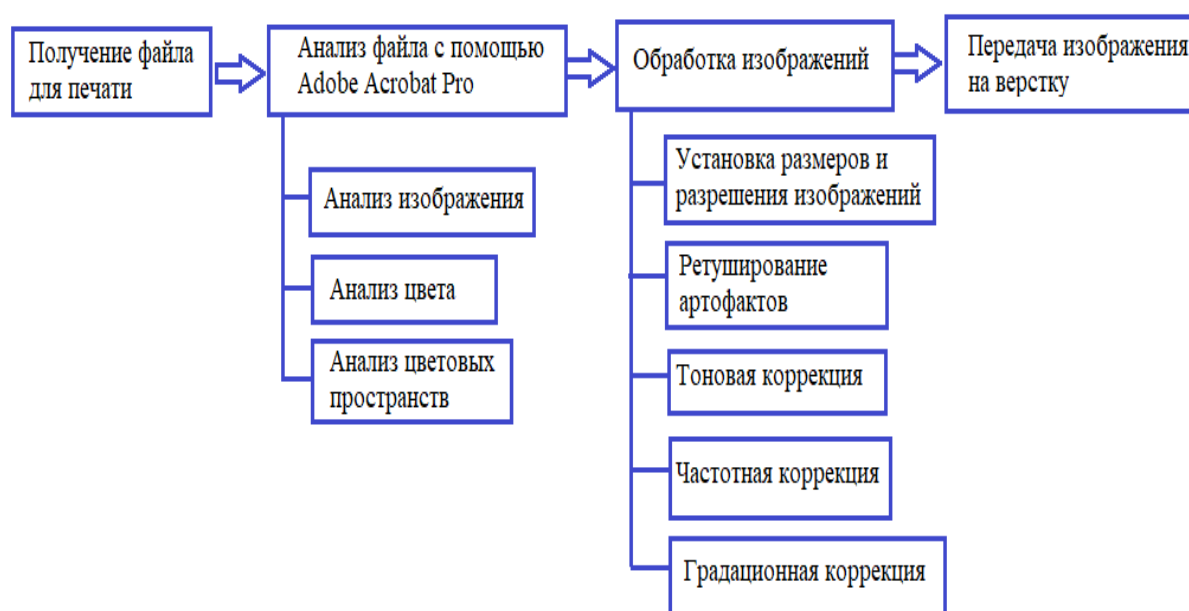 Получение файла
для печати
Анализ файла с помощью
Adobe Acrobat Pro
Обработка изображений
Передача изображения
на верстку
Анализ изображения
Анализ цвета
Анализ цветовых
пространств
Установка размеров и
разрешения изображений
Ретуширование
артофактов
Тоновая коррекция
Частотная коррекция
Градационная коррекция